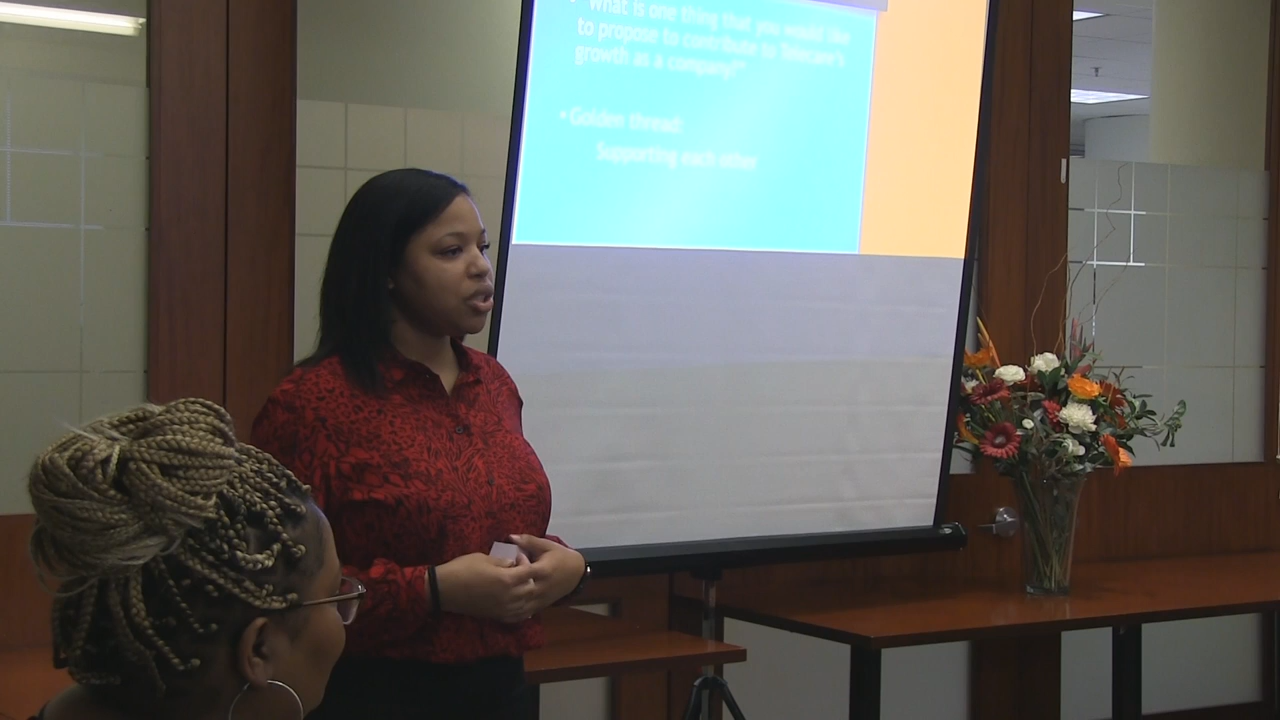 • "What is one thing that you would like
to propose to contribute to Telecare's
growth as a company?"
• Golden thread:
Supporting each other